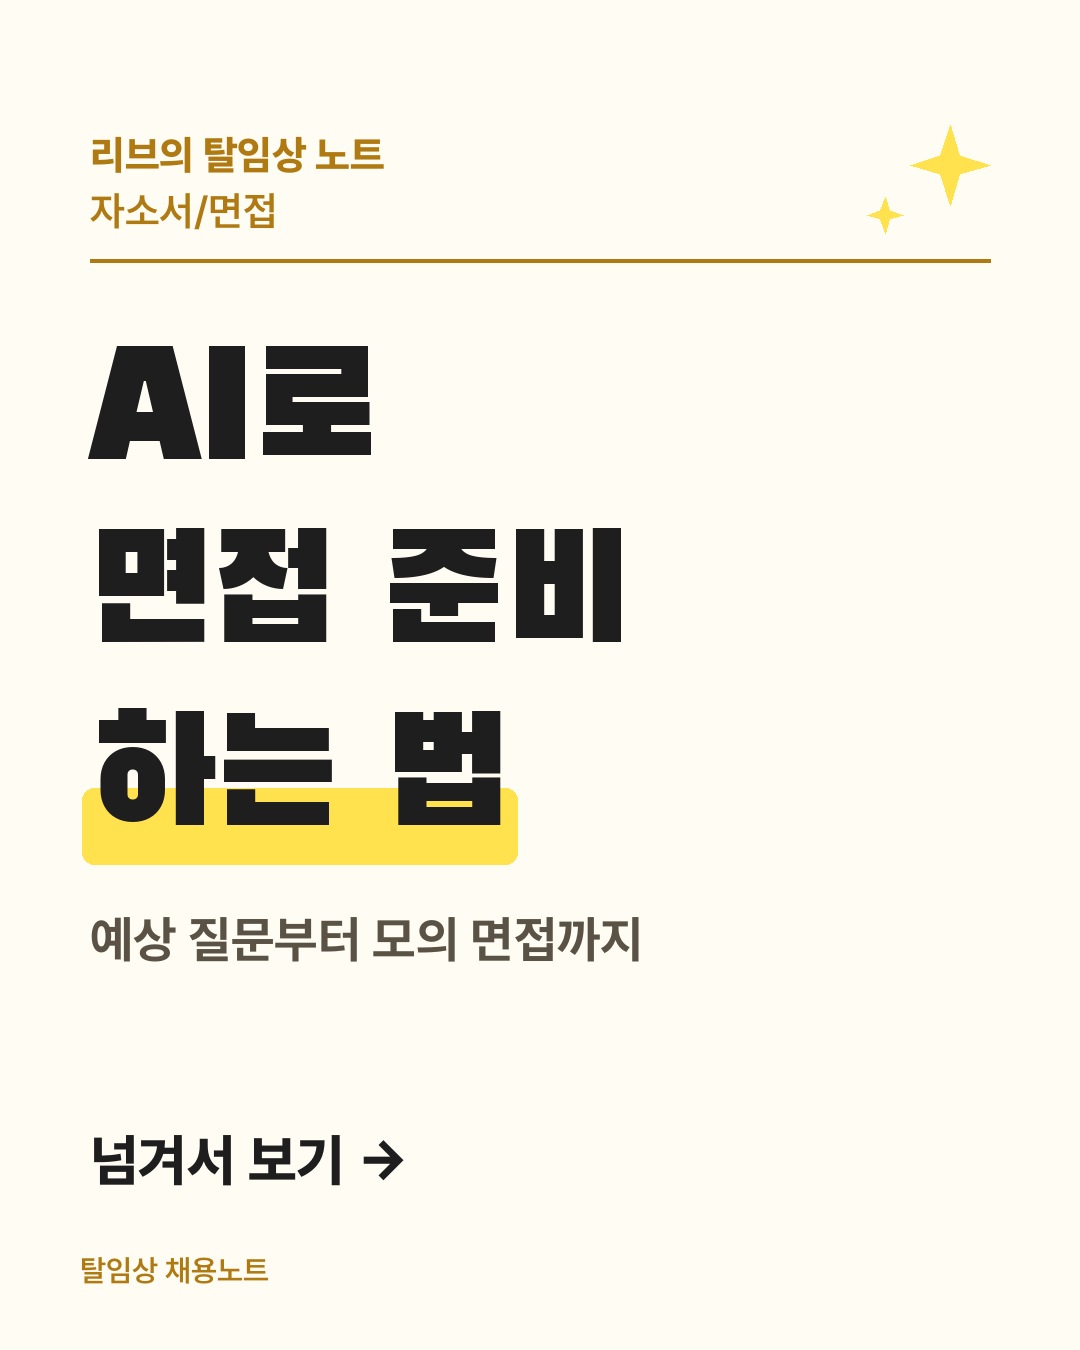 리브의 탈임상 노트
자소서/면접
AI로
면접 준비
하는 법
예상 질문부터 모의 면접까지
넘겨서 보기 →
탈임상 채용노트